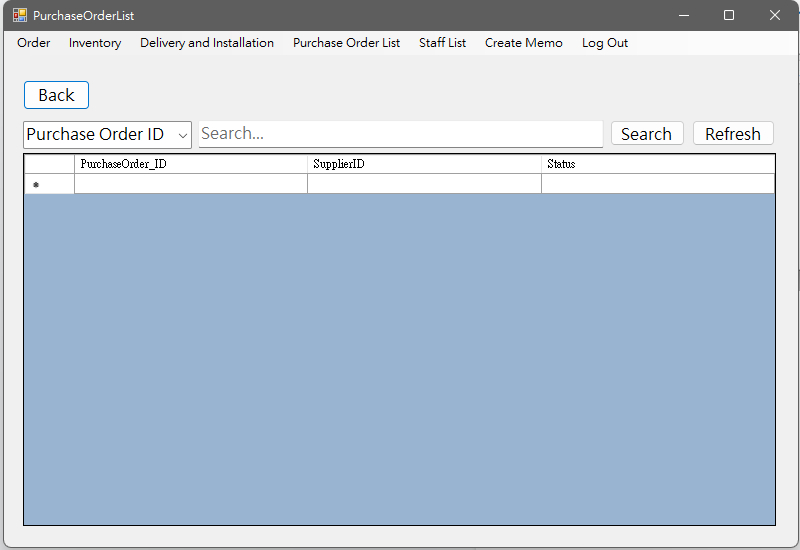 PurchaseOrderList
Order Inventory Delivery and Installation Purchase Order List Staff List Create Memo Log Out
Back
Purchase Order ID Search... Search Refresh
PurchaseOrder_ID SupplierID Status
*